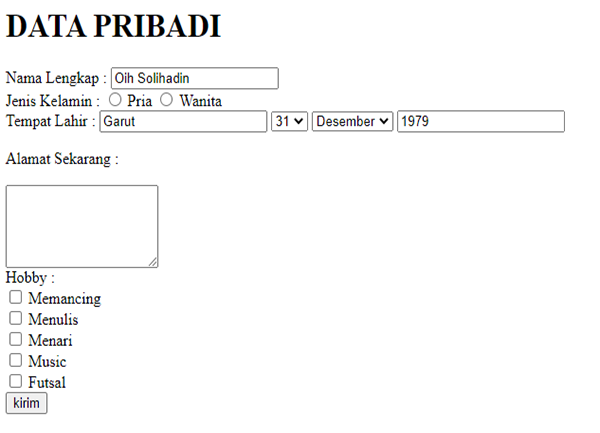 DATA PRIBADI
Nama Lengkap : Oih Solihadin
Jenis Kelamin : Pria Wanita
Tempat Lahir : Garut 31 Desember 1979
Alamat Sekarang :
Hobby :
Memancing
Menulis
Menari
Music
Futsal
kirim